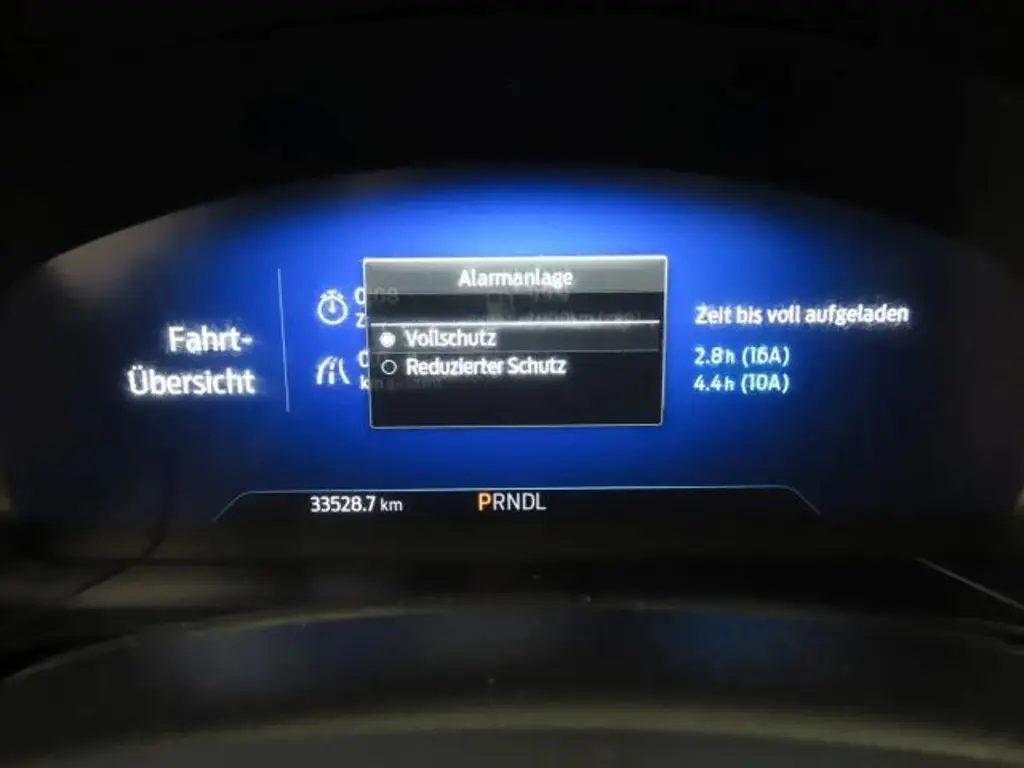 Alarmanlage
Fahrt-
Übersicht
Vollschutz
Reduzierter Schutz
Zeit bis voll aufgeladen
2.8h (16A)
4.4h (10A)
33528.7 km
PRNDL